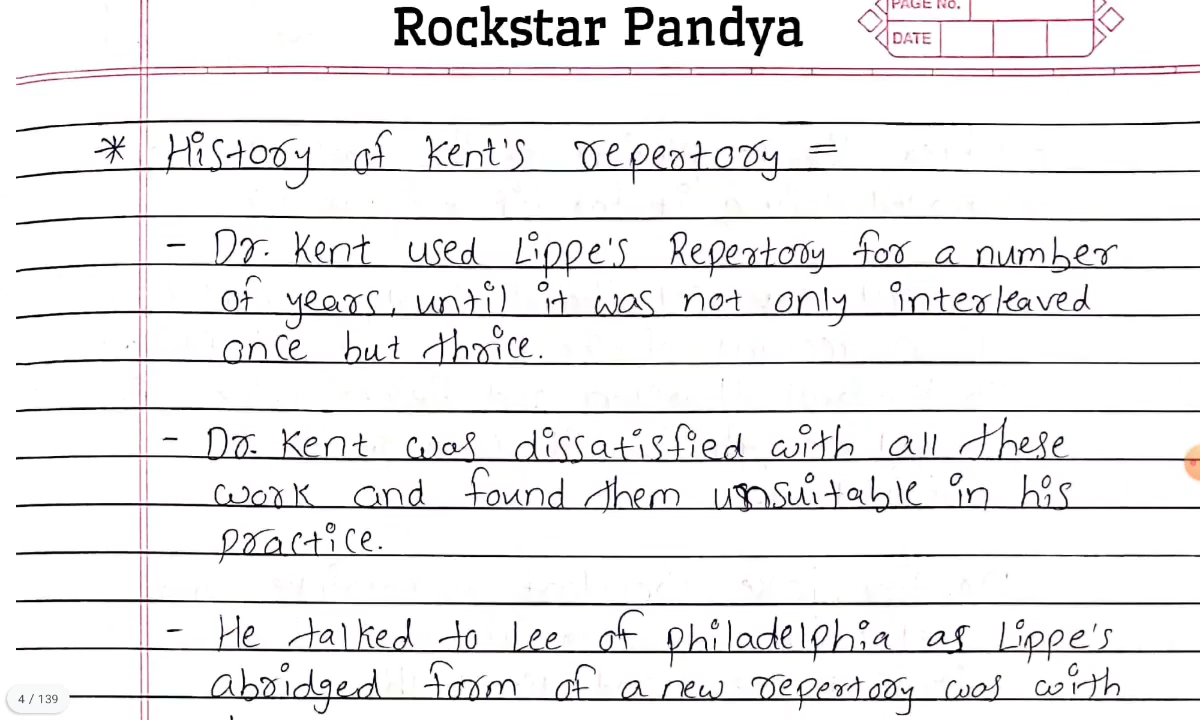 Rockstar Pandya
PAGE No.
DATE
* History of Kent's repertory =
- Dr. Kent used Lippe's Repertory for a number
of years, until it was not only interleaved
once but thrice.
- Dr. Kent was dissatisfied with all these
work and found them unsuitable in his
practice.
- He talked to Lee of Philadelphia as Lippe's
abridged form of a new repertory was with
4 / 139